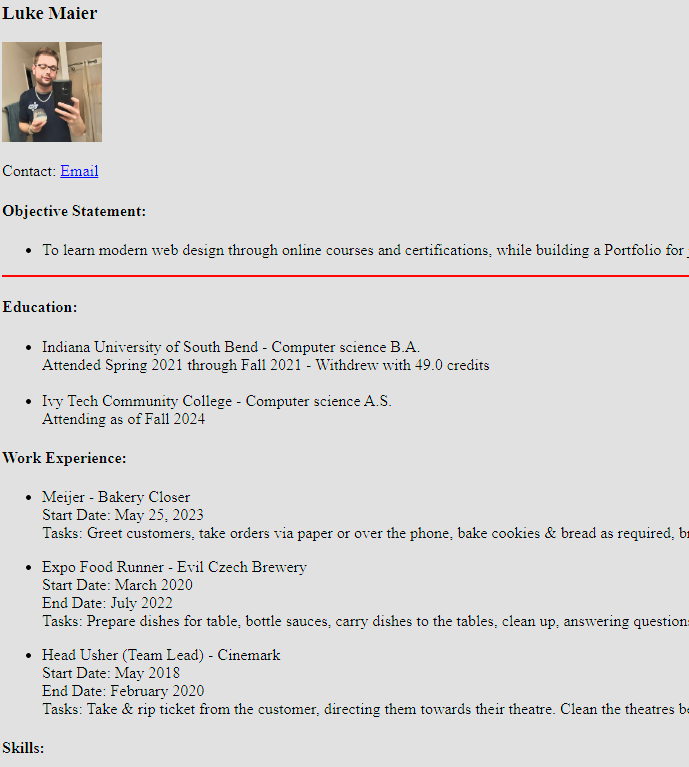 Luke Maier
Contact: Email
Objective Statement:
• To learn modern web design through online courses and certifications, while building a Portfolio for
Education:
• Indiana University of South Bend - Computer science B.A.
Attended Spring 2021 through Fall 2021 - Withdrew with 49.0 credits
• Ivy Tech Community College - Computer science A.S.
Attending as of Fall 2024
Work Experience:
• Meijer - Bakery Closer
Start Date: May 25, 2023
Tasks: Greet customers, take orders via paper or over the phone, bake cookies & bread as required,
• Expo Food Runner - Evil Czech Brewery
Start Date: March 2020
End Date: July 2022
Tasks: Prepare dishes for table, bottle sauces, carry dishes to the tables, clean up, answering question
• Head Usher (Team Lead) - Cinemark
Start Date: May 2018
End Date: February 2020
Tasks: Take & rip ticket from the customer, directing them towards their theatre. Clean the theatres
Skills: